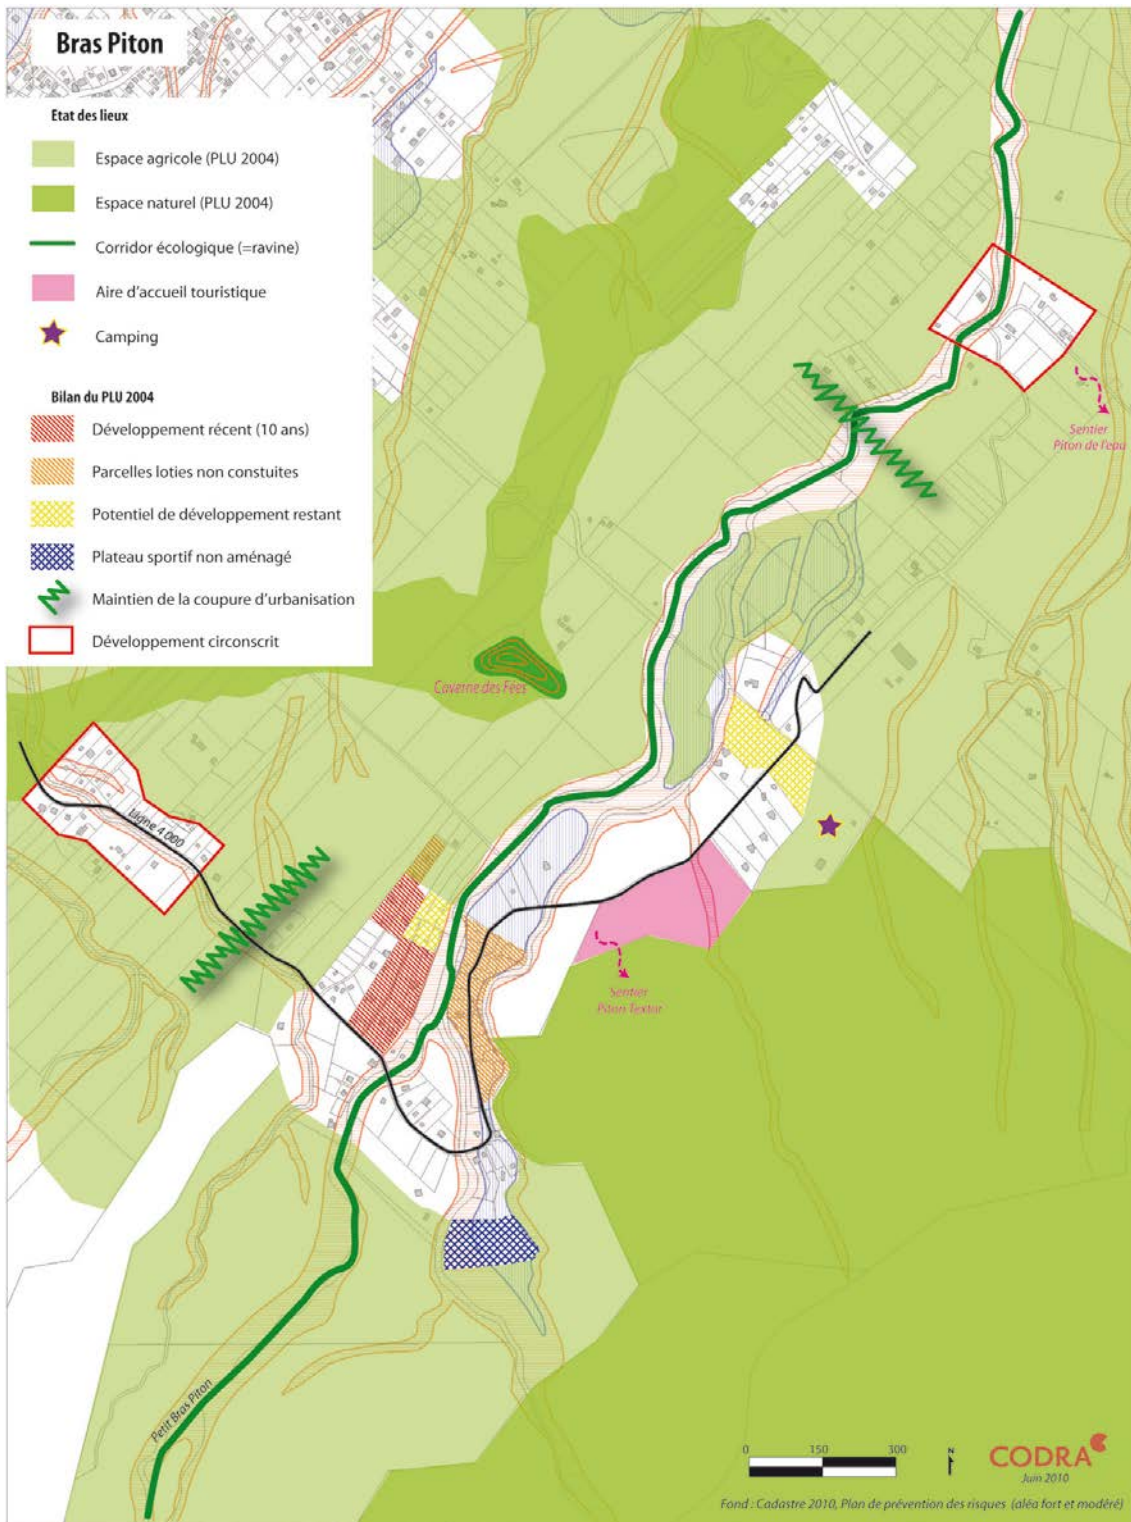 Bras Piton
Etat des lieux
Espace agricole (PLU 2004)
Espace naturel (PLU 2004)
Corridor écologique (=ravine)
Aire d'accueil touristique
Camping
Bilan du PLU 2004
Développement récent (10 ans)
Parcelles loties non constuites
Potentiel de développement restant
Plateau sportif non aménagé
Maintien de la coupure d'urbanisation
Développement circonscrit
Sentier
Piton de l'eau
Caverne des Fées
Ligne 4 000
Sentier
Piton Textor
Petit Bras Piton
0 150 300
N
CODRA
Juin 2010
Fond : Cadastre 2010, Plan de prévention des risques (aléa fort et modéré)